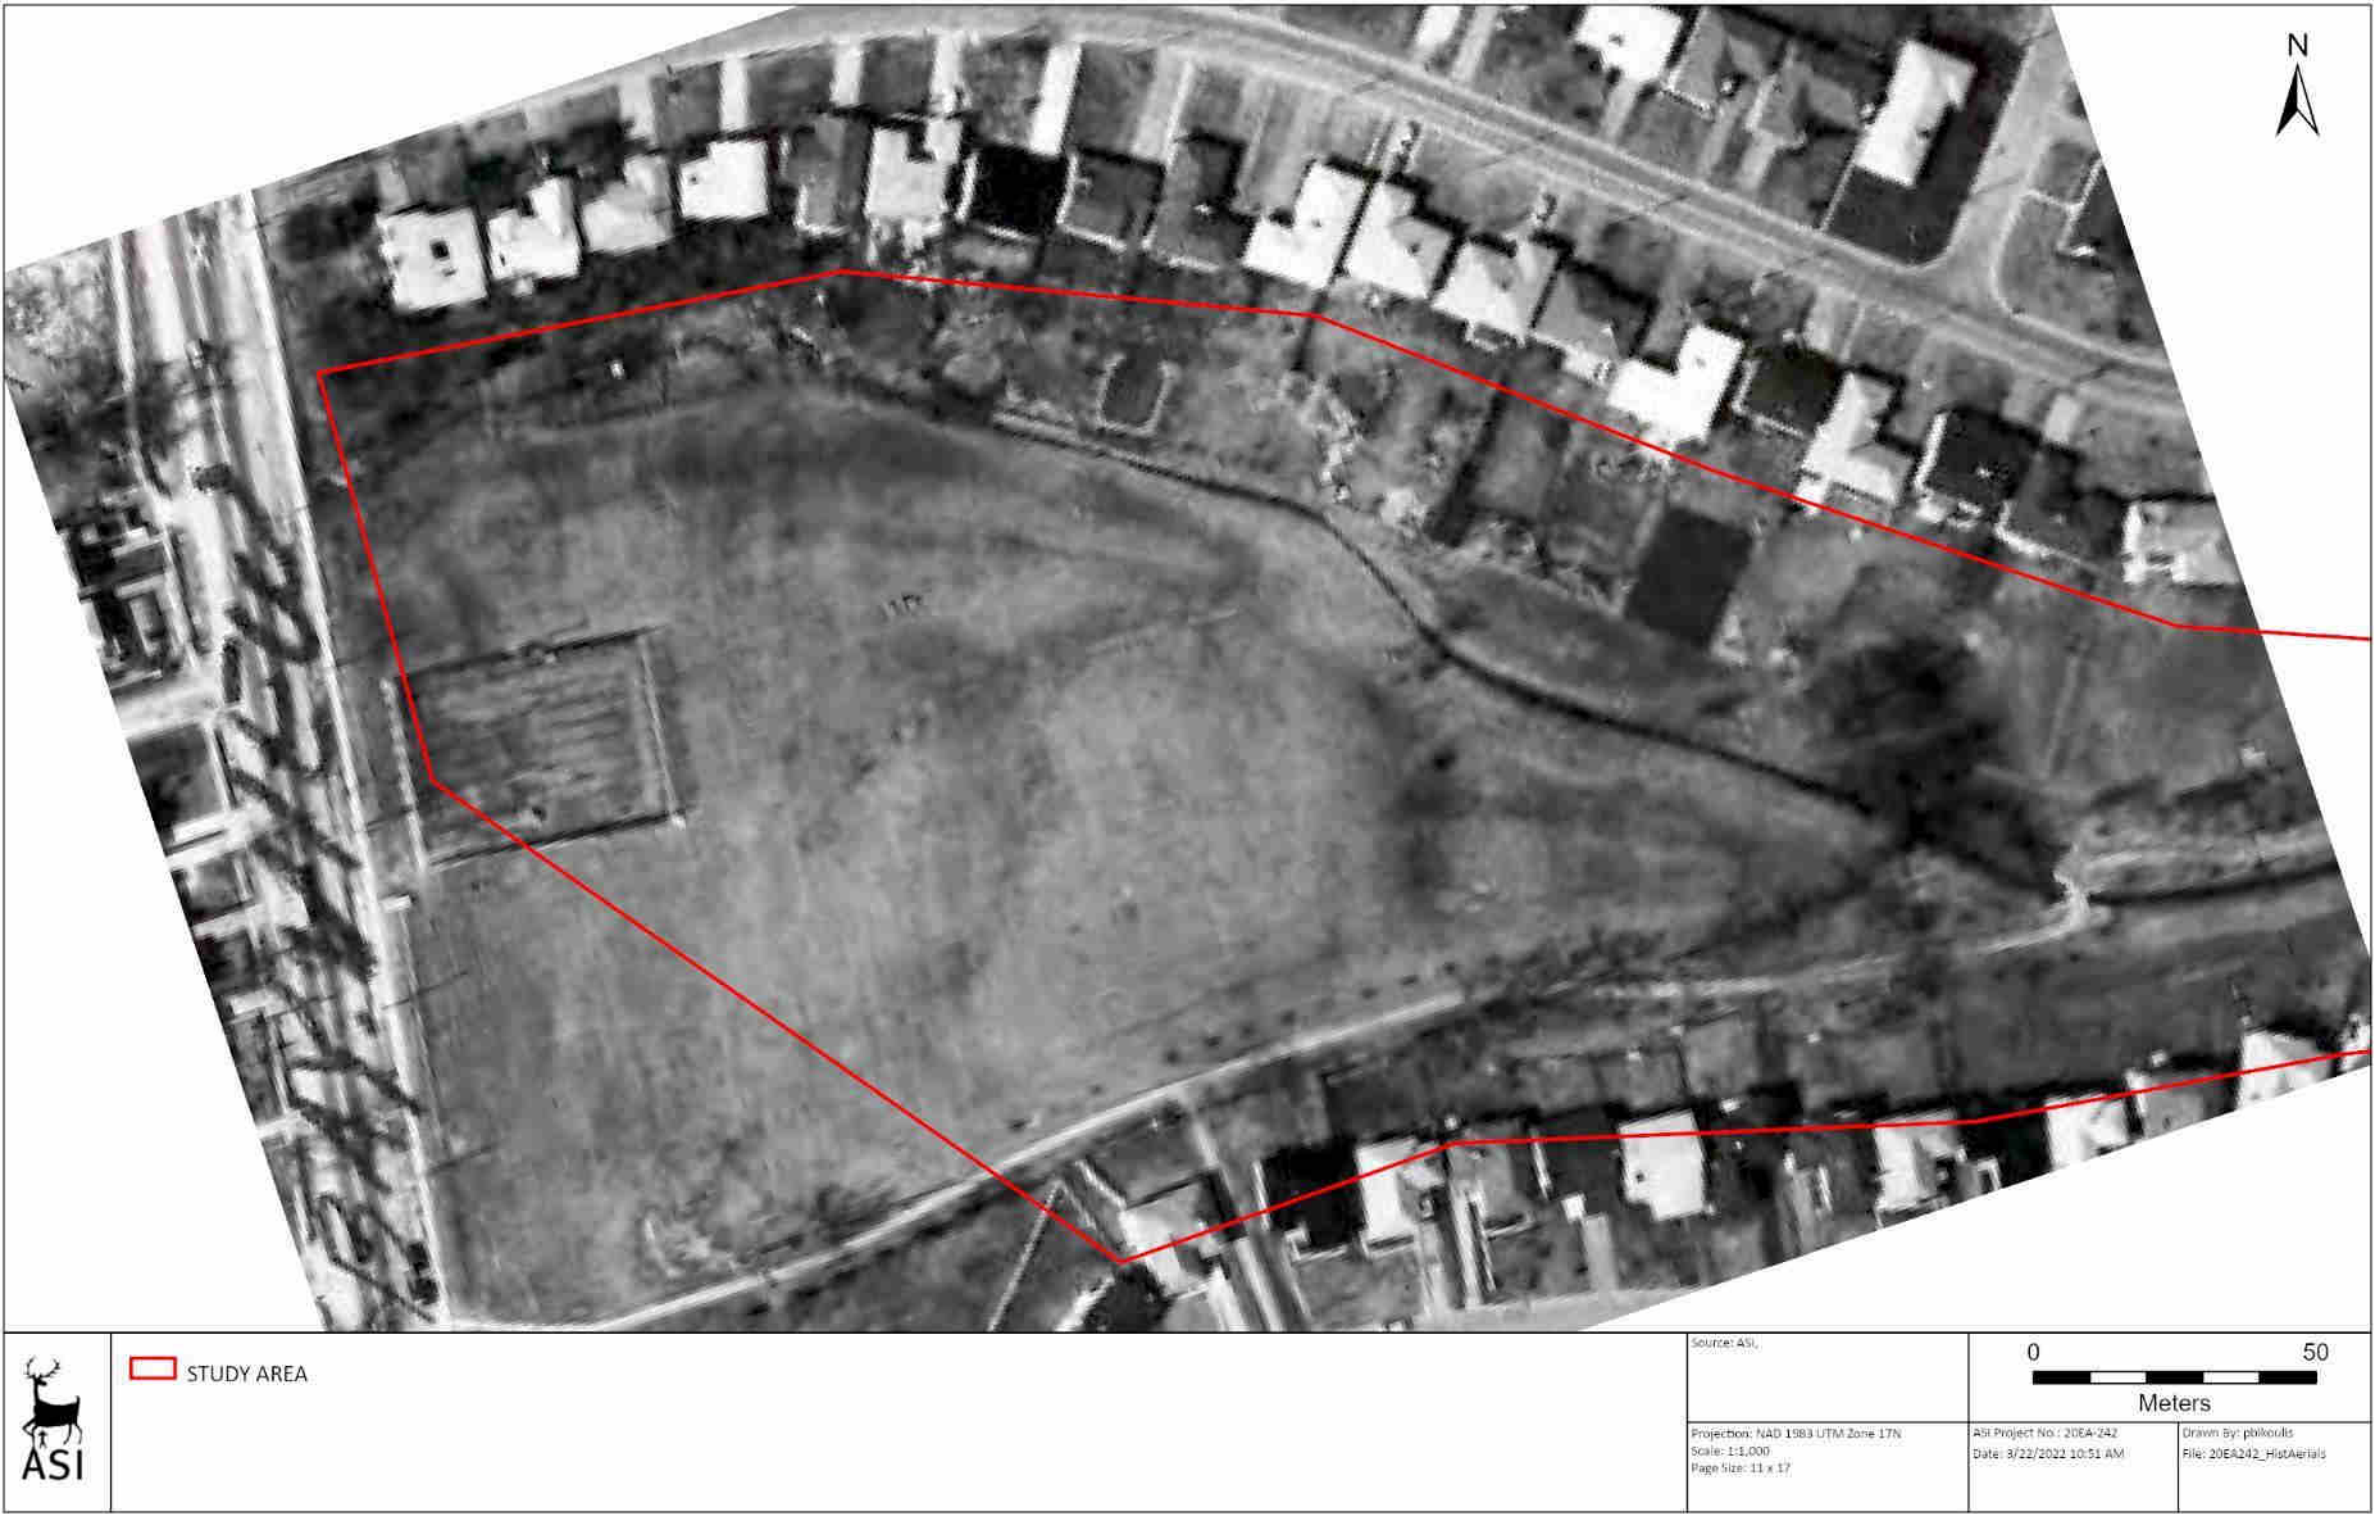 N
ASI
STUDY AREA
Source: ASI,
0 50
Meters
Projection: NAD 1983 UTM Zone 17N
Scale: 1:1,000
Page Size: 11 x 17
ASI Project No.: 20EA-242
Date: 3/22/2022 10:51 AM
Drawn By: pbikoulis
File: 20EA242_HistAerials